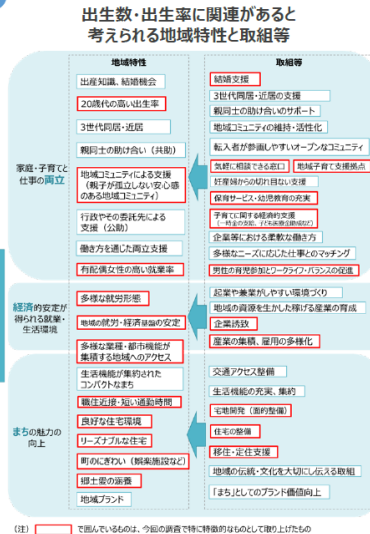 出生数・出生率に関連があると
考えられる地域特性と取組等
地域特性
取組等
家庭・子育てと
仕事の両立
出産知識、結婚機会
20歳代の高い出生率
3世代同居・近居
親同士の助け合い(共助)
地域コミュニティによる支援
(親子が孤立しない安心感
のある地域コミュニティ)
行政やその委託先による
支援(公助)
働き方を通じた両立支援
有配偶女性の高い就業率
結婚支援
3世代同居・近居の支援
親同士の助け合いのサポート
地域コミュニティの維持・活性化
転入者が参画しやすいオープンなコミュニティ
気軽に相談できる窓口
地域子育て支援拠点
妊産婦からの切れ目ない支援
保育サービス・幼児教育の充実
子育てに関する経済的支援
(一時金の支給、子ども医療費助成など)
企業等における柔軟な働き方
多様なニーズに応じた仕事とのマッチング
男性の育児参加とワークライフ・バランスの促進
経済的安定が
得られる就業・
生活環境
多様な就労形態
地域の就労・経済基盤の安定
多様な業種・都市機能が
集積する地域へのアクセス
起業や兼業がしやすい環境づくり
地域の資源を生かした稼げる産業の育成
企業誘致
産業の集積、雇用の多様化
まちの魅力の
向上
生活機能が集約された
コンパクトなまち
職住近接・短い通勤時間
良好な住宅環境
リーズナブルな住宅
町のにぎわい(娯楽施設など)
郷土愛の涵養
地域ブランド
交通アクセス整備
生活機能の充実、集約
宅地開発(面的整備)
住宅の整備
移住・定住支援
地域の伝統・文化を大切にし伝える取組
「まち」としてのブランド価値向上
(注) で囲んでいるものは、今回の調査で特に特徴的なものとして取り上げたもの